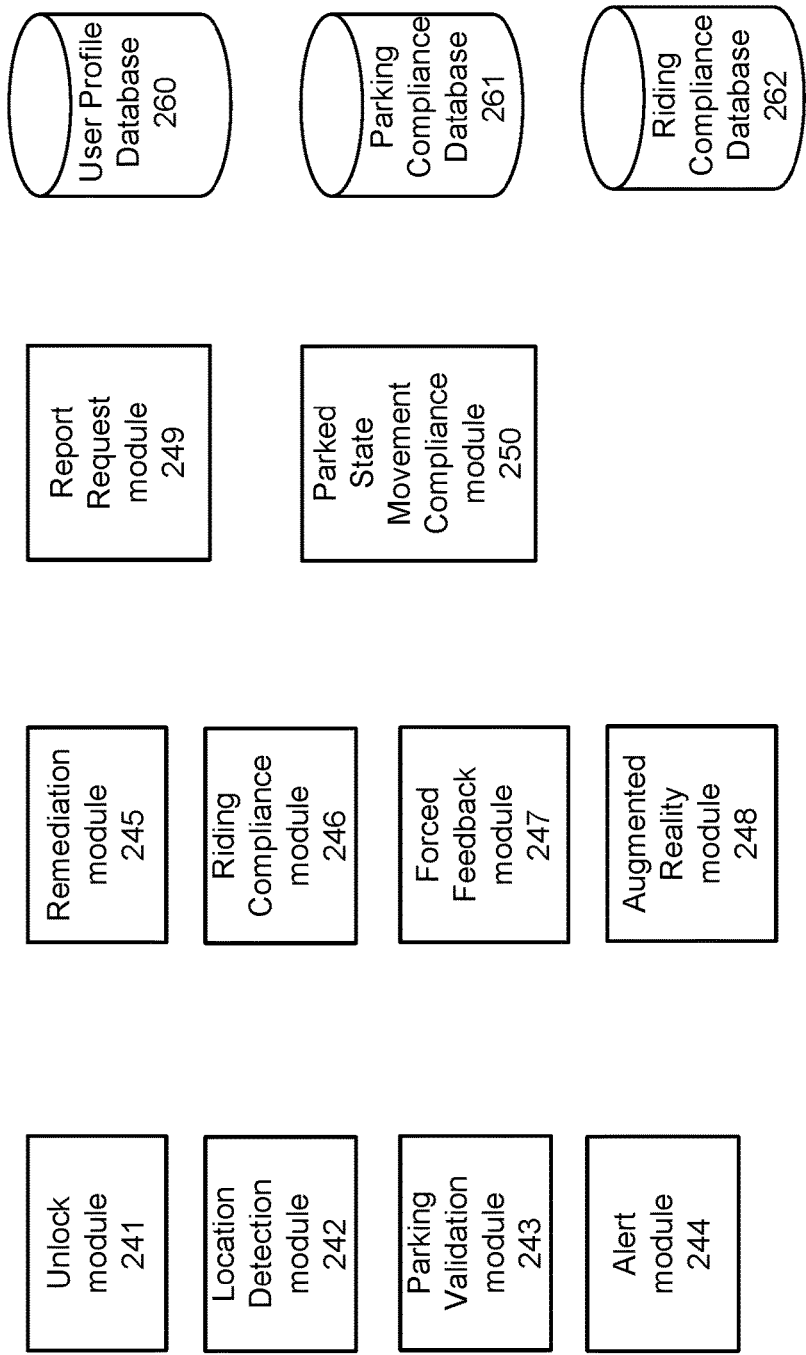 Unlock
module
241
Location
Detection
module
242
Parking
Validation
module
243
Alert
module
244
Remediation
module
245
Riding
Compliance
module
246
Forced
Feedback
module
247
Augmented
Reality
module
248
Report
Request
module
249
Parked
State
Movement
Compliance
module
250
User Profile
Database
260
Parking
Compliance
Database
261
Riding
Compliance
Database
262